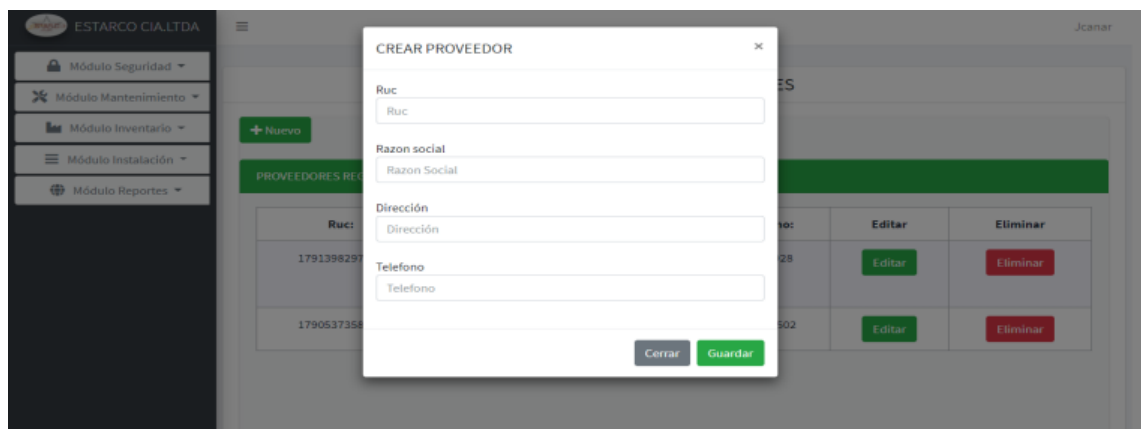 ESTARCO CIA.LTDA
Jcanar
Módulo Seguridad
Módulo Mantenimiento
Módulo Inventario
Módulo Instalación
Módulo Reportes
CREAR PROVEEDOR ×
Ruc
Ruc
Razon social
Razon Social
Dirección
Dirección
Telefono
Telefono
Cerrar Guardar
ES
+ Nuevo
PROVEEDORES REG
Ruc: no: Editar Eliminar
1791398297 28 Editar Eliminar
1790537358 502 Editar Eliminar